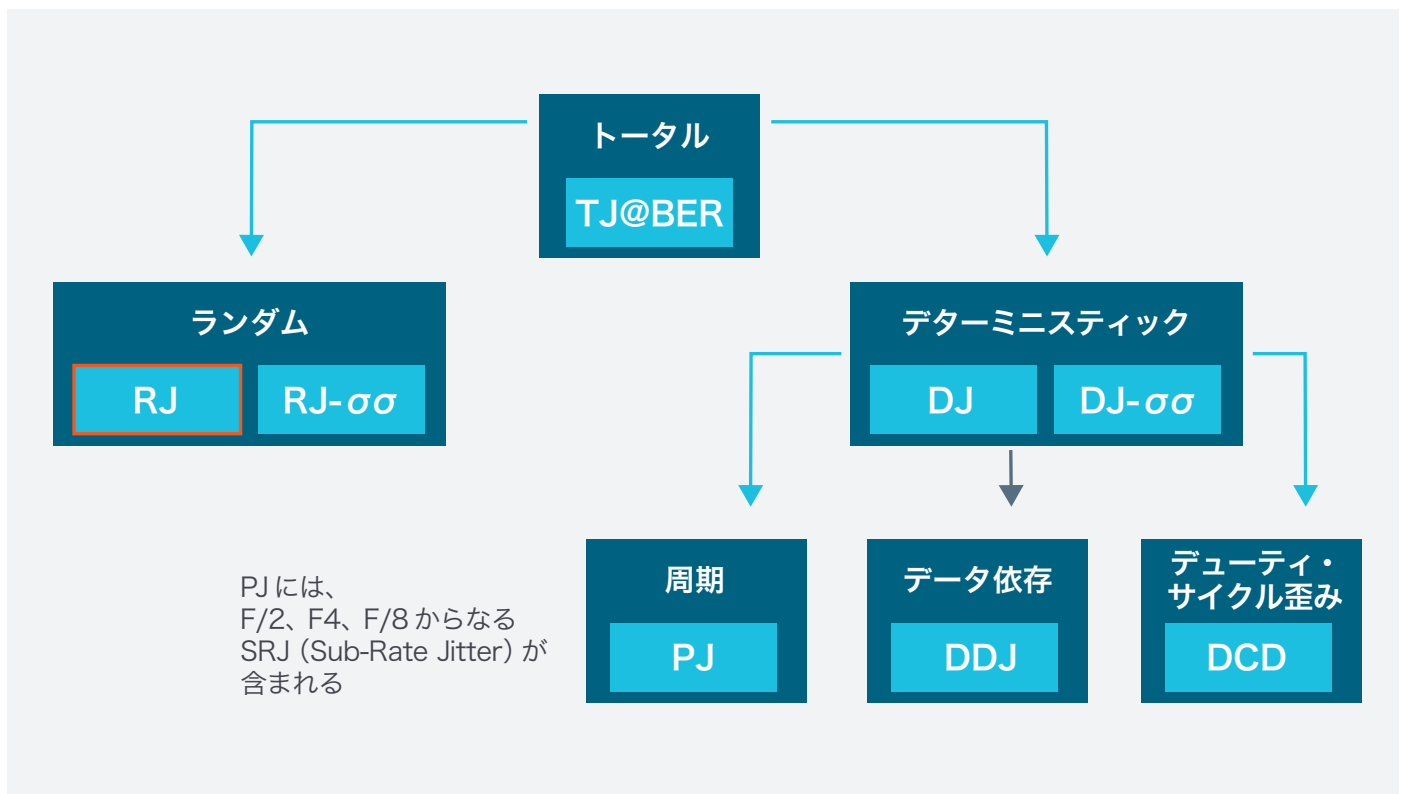 トータル
TJ@BER
ランダム
RJ
RJ-σσ
デターミニスティック
DJ
DJ-σσ
周期
PJ
データ依存
DDJ
デューティ・
サイクル歪み
DCD
PJには、
F/2、F4、F/8からなる
SRJ（Sub-Rate Jitter）が
含まれる